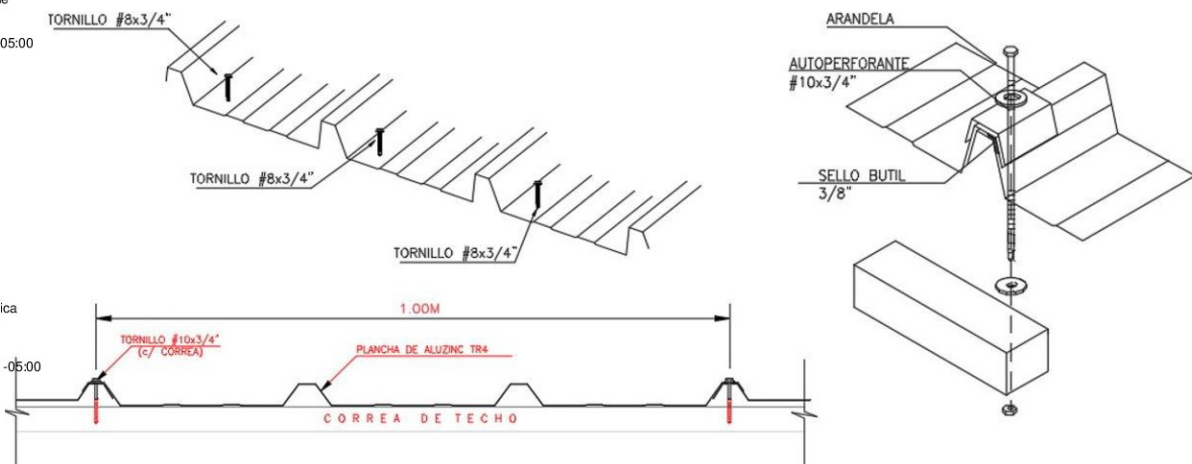 TORNILLO #8x3/4"
05:00
TORNILLO #8x3/4"
TORNILLO #8x3/4"
ARANDELA
AUTOPERFORANTE
#10x3/4"
SELLO BUTIL
3/8"
ica
-05:00
1.00M
TORNILLO #10x3/4"
(c/ CORREA)
PLANCHA DE ALUZINC TR4
CORREA DE TECHO